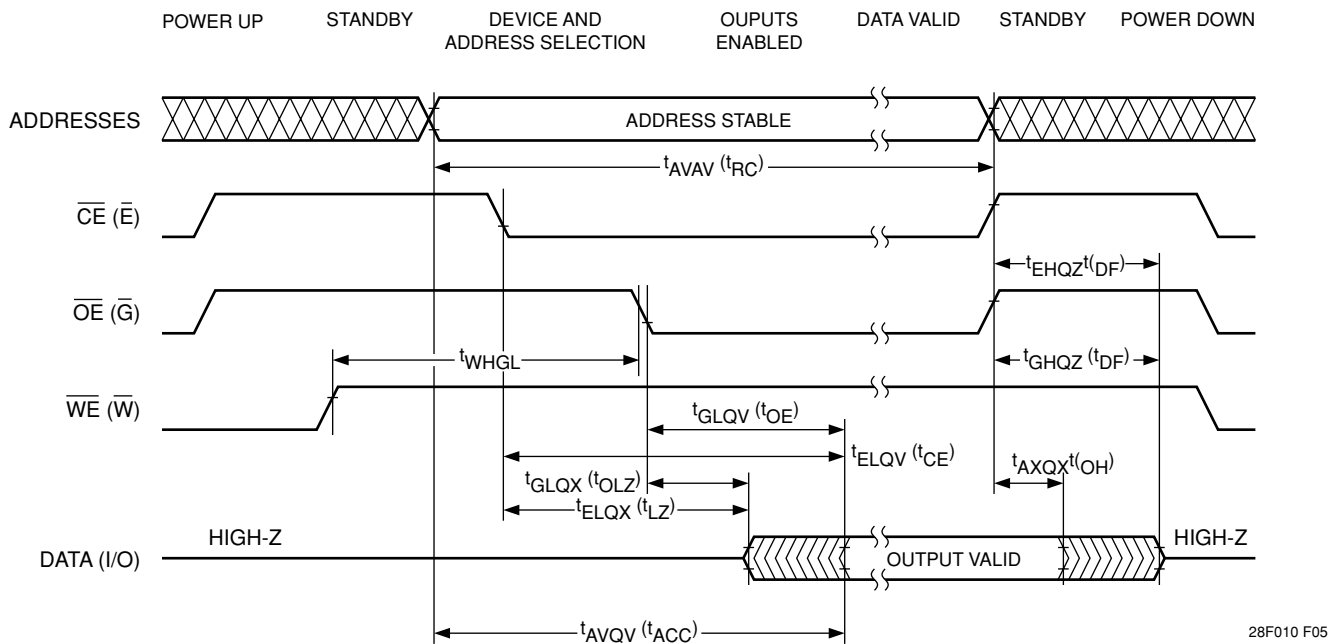 POWER UP STANDBY DEVICE AND ADDRESS SELECTION OUPUTS ENABLED DATA VALID STANDBY POWER DOWN
ADDRESSES
ADDRESS STABLE
tAVAV (tRC)
CE (E)
tEHQZt(DF)
OE (G)
tWHGL
tGHQZ (tDF)
WE (W)
tGLQV (tOE)
tELQV (tCE)
tAXQXt(OH)
tGLQX (tOLZ)
tELQX (tLZ)
HIGH-Z
HIGH-Z
DATA (I/O)
OUTPUT VALID
tAVQV (tACC)
28F010 F05